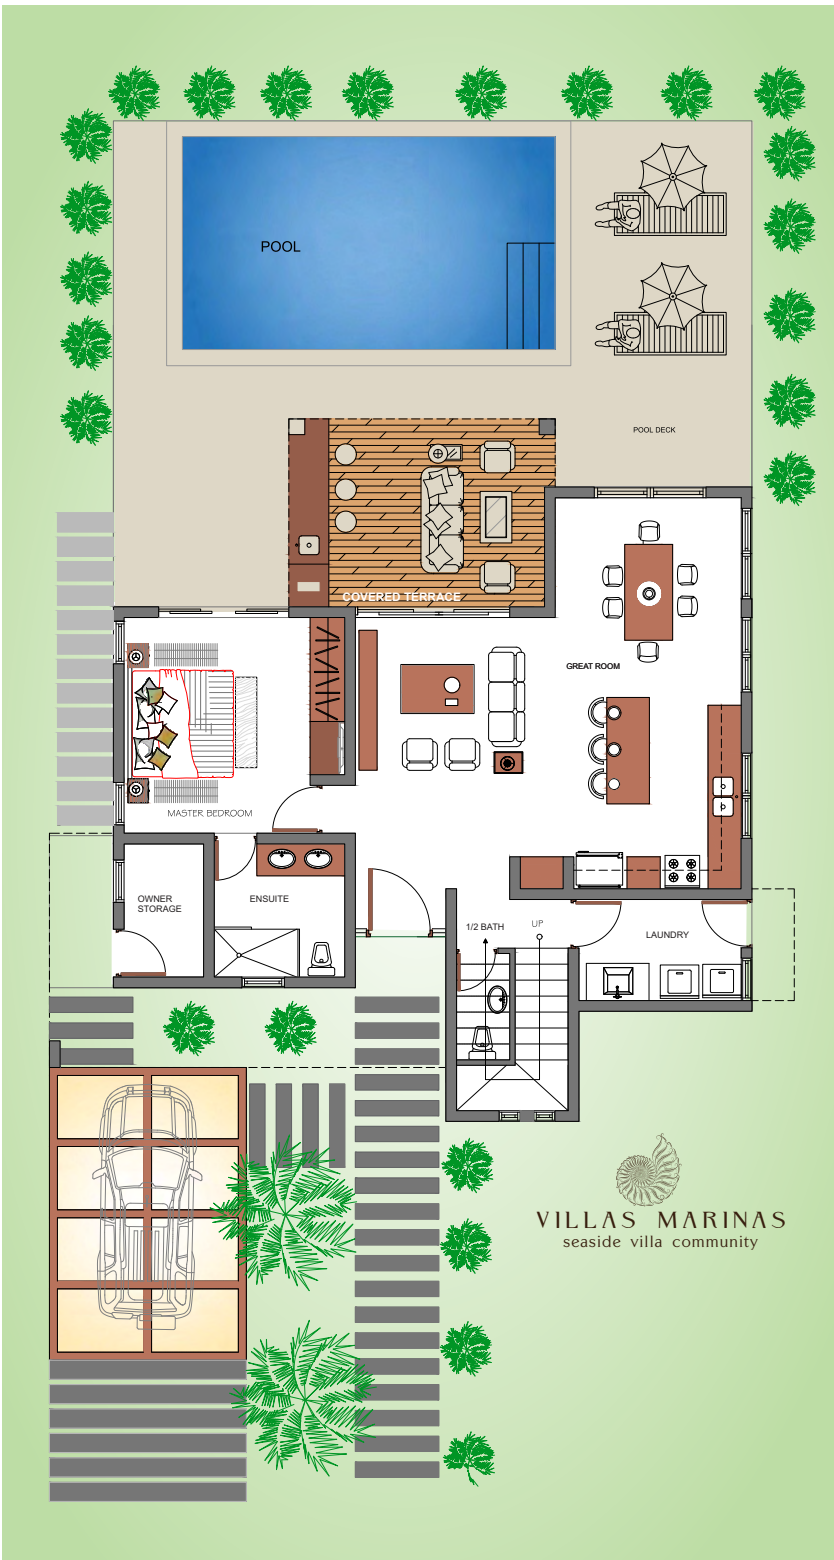 POOL
POOL DECK
COVERED TERRACE
GREAT ROOM
MASTER BEDROOM
OWNER
STORAGE
ENSUITE
1/2 BATH
UP
LAUNDRY
VILLAS MARINAS
seaside villa community